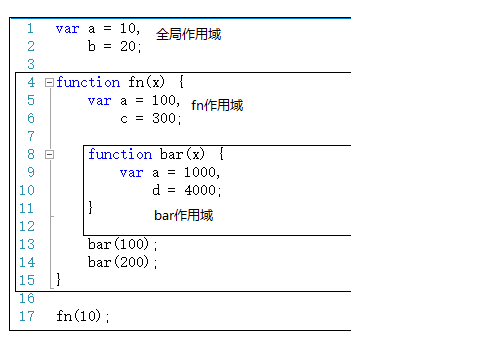 1 var a = 10, 全局作用域
2 b = 20;
3
4 function fn(x) {
5 var a = 100, fn作用域
6 c = 300;
7
8 function bar(x) {
9 var a = 1000,
10 d = 4000;
11 }
bar作用域
12
13 bar(100);
14 bar(200);
15 }
16
17 fn(10);